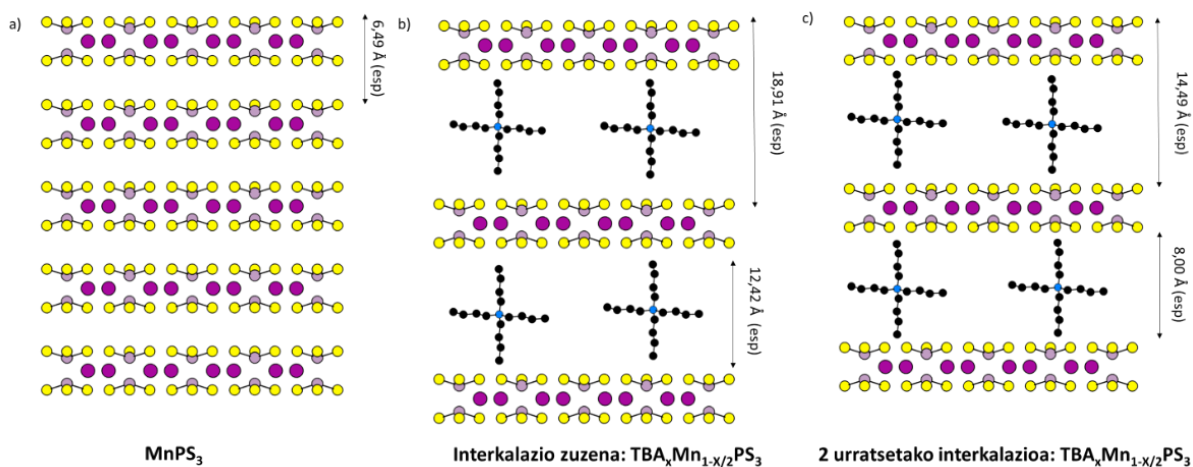 a)
6,49 Å (esp)
MnPS₃
b)
18,91 Å (esp)
12,42 Å (esp)
Interkalazio zuzena: TBAₓMn₁₋ₓ/₂PS₃
c)
14,49 Å (esp)
8,00 Å (esp)
2 urratsetako interkalazioa: TBAₓMn₁₋ₓ/₂PS₃